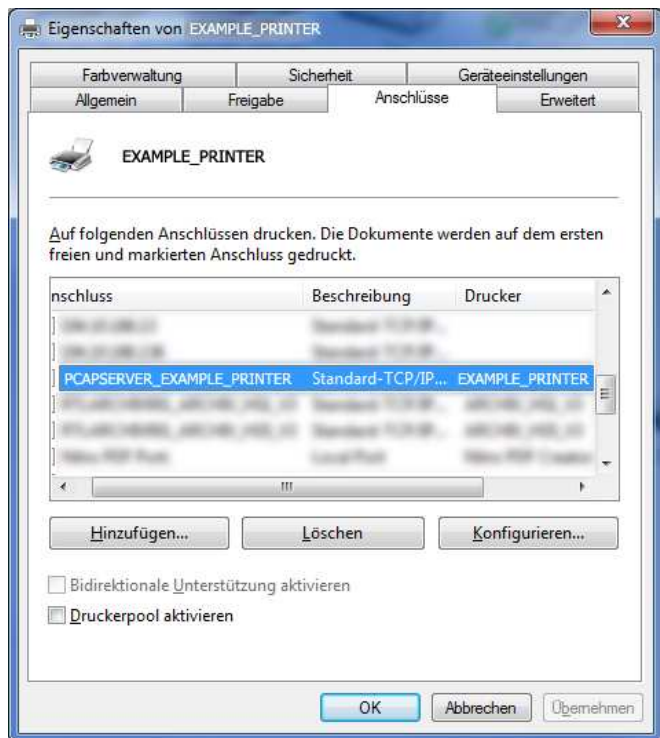 Eigenschaften von EXAMPLE_PRINTER
Farbverwaltung Sicherheit Geräteeinstellungen
Allgemein Freigabe Anschlüsse Erweitert
EXAMPLE_PRINTER
Auf folgenden Anschlüssen drucken. Die Dokumente werden auf dem ersten
freien und markierten Anschluss gedruckt.
nschluss Beschreibung Drucker
PCAPSERVER_EXAMPLE_PRINTER Standard-TCP/IP... EXAMPLE_PRINTER
Hinzufügen... Löschen Konfigurieren...
Bidirektionale Unterstützung aktivieren
Druckerpool aktivieren
OK Abbrechen Übernehmen